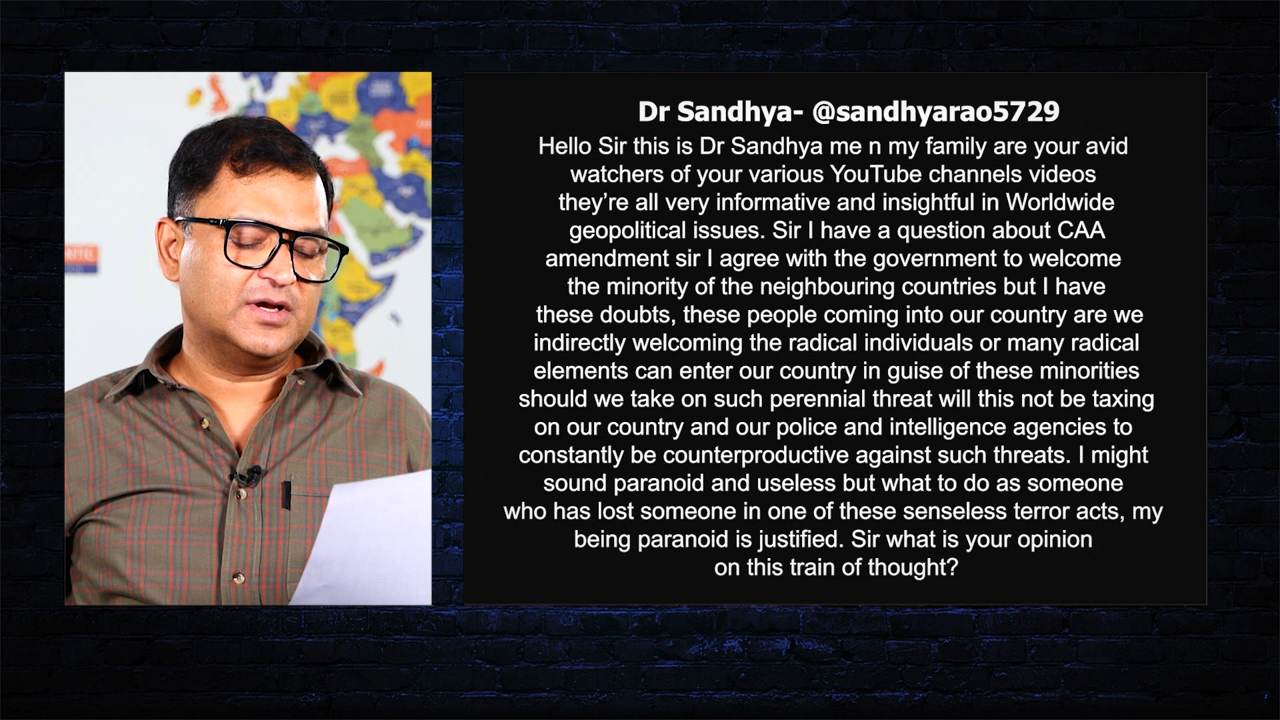 Dr Sandhya- @sandhyarao5729
Hello Sir this is Dr Sandhya me n my family are your avid
watchers of your various YouTube channels videos
they’re all very informative and insightful in Worldwide
geopolitical issues. Sir I have a question about CAA
amendment sir I agree with the government to welcome
the minority of the neighbouring countries but I have
these doubts, these people coming into our country are we
indirectly welcoming the radical individuals or many radical
elements can enter our country in guise of these minorities
should we take on such perennial threat will this not be taxing
on our country and our police and intelligence agencies to
constantly be counterproductive against such threats. I might
sound paranoid and useless but what to do as someone
who has lost someone in one of these senseless terror acts, my
being paranoid is justified. Sir what is your opinion
on this train of thought?